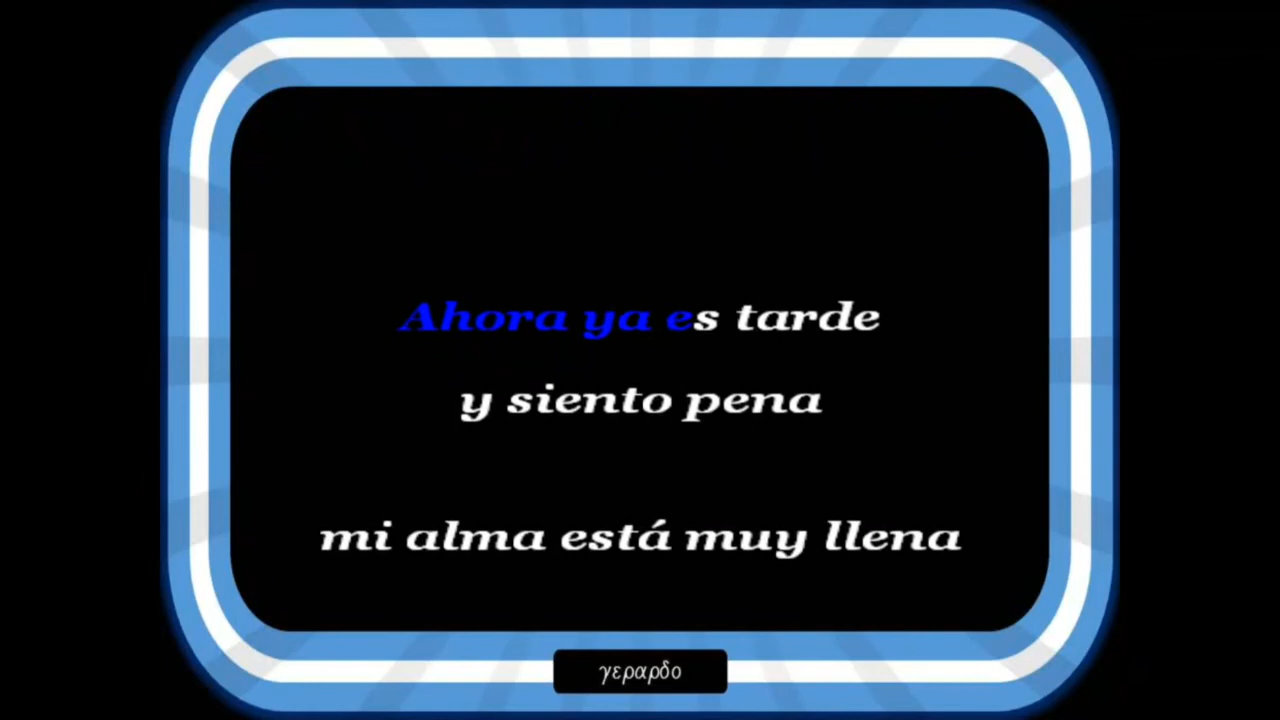 Ahora ya es tarde
y siento pena
mi alma está muy llena
γεραρδο